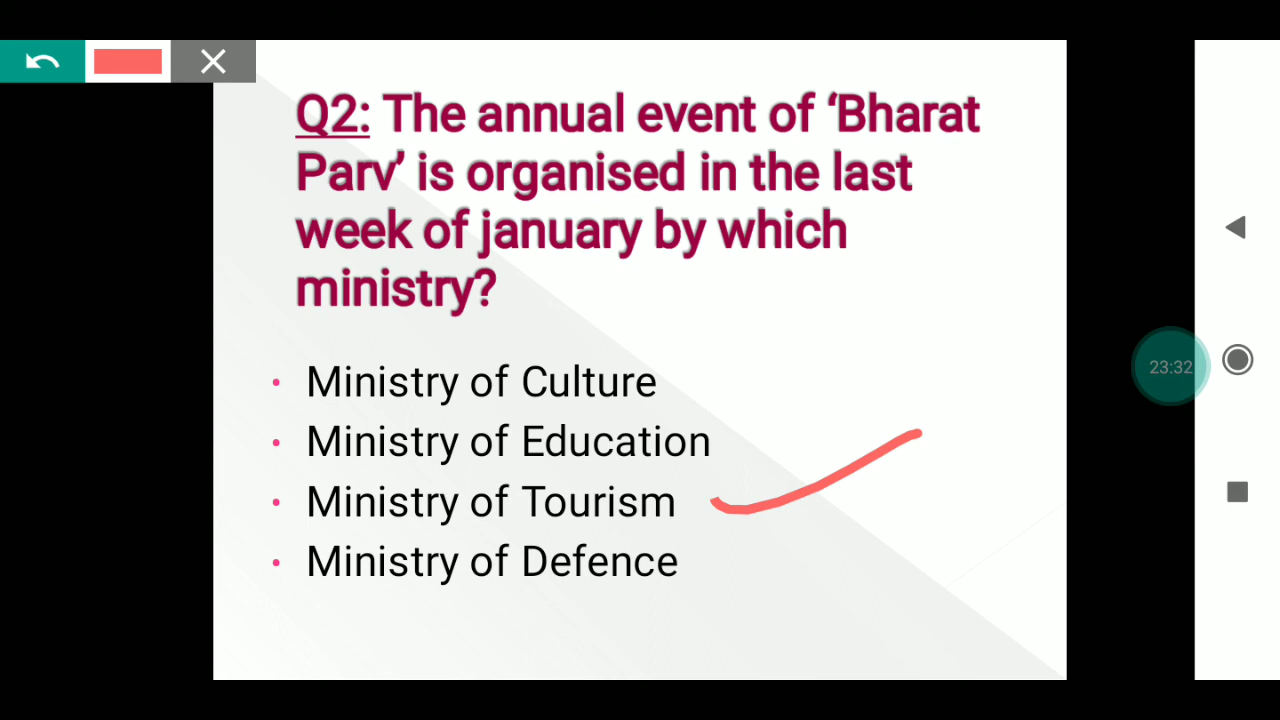 Q2: The annual event of ‘Bharat
Parv’ is organised in the last
week of january by which
ministry?
• Ministry of Culture
• Ministry of Education
• Ministry of Tourism
• Ministry of Defence
23:32